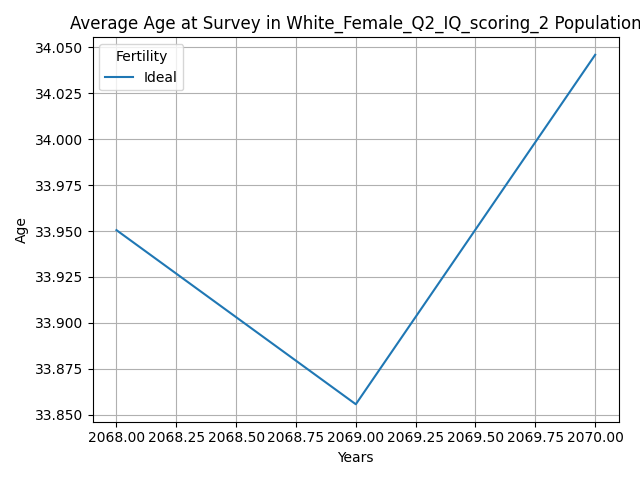 Average Age at Survey in White_Female_Q2_IQ_scoring_2 Population
34.050
34.025
34.000
33.975
33.950
33.925
33.900
33.875
33.850
Age
Fertility
Ideal
2068.00 2068.25 2068.50 2068.75 2069.00 2069.25 2069.50 2069.75 2070.00
Years